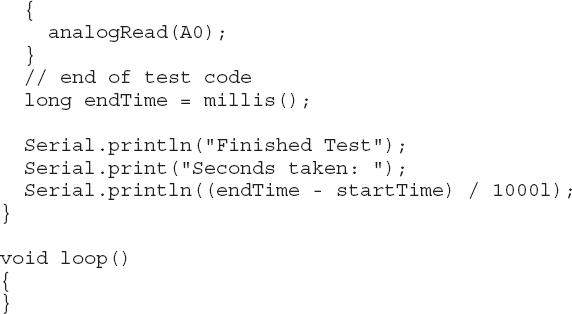 {
analogRead(A0);
}
// end of test code
long endTime = millis();
Serial.println("Finished Test");
Serial.print("Seconds taken: ");
Serial.println((endTime - startTime) / 1000l);
}
void loop()
{
}